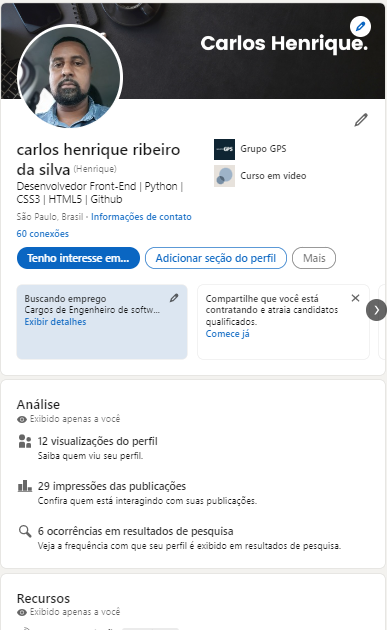 Carlos Henrique.
carlos henrique ribeiro
da silva (Henrique)
Desenvolvedor Front-End | Python |
CSS3 | HTML5 | Github
São Paulo, Brasil · Informações de contato
60 conexões
GPS
Grupo GPS
Curso em vídeo
Tenho interesse em...
Adicionar seção do perfil
Mais
Buscando emprego
Cargos de Engenheiro de softw...
Exibir detalhes
Compartilhe que você está
contratando e atraia candidatos
qualificados.
Comece já
Análise
Exibido apenas a você
12 visualizações do perfil
Saiba quem viu seu perfil.
29 impressões das publicações
Confira quem está interagindo com suas publicações.
6 ocorrências em resultados de pesquisa
Veja a frequência com que seu perfil é exibido em resultados de pesquisa.
Recursos
Exibido apenas a você